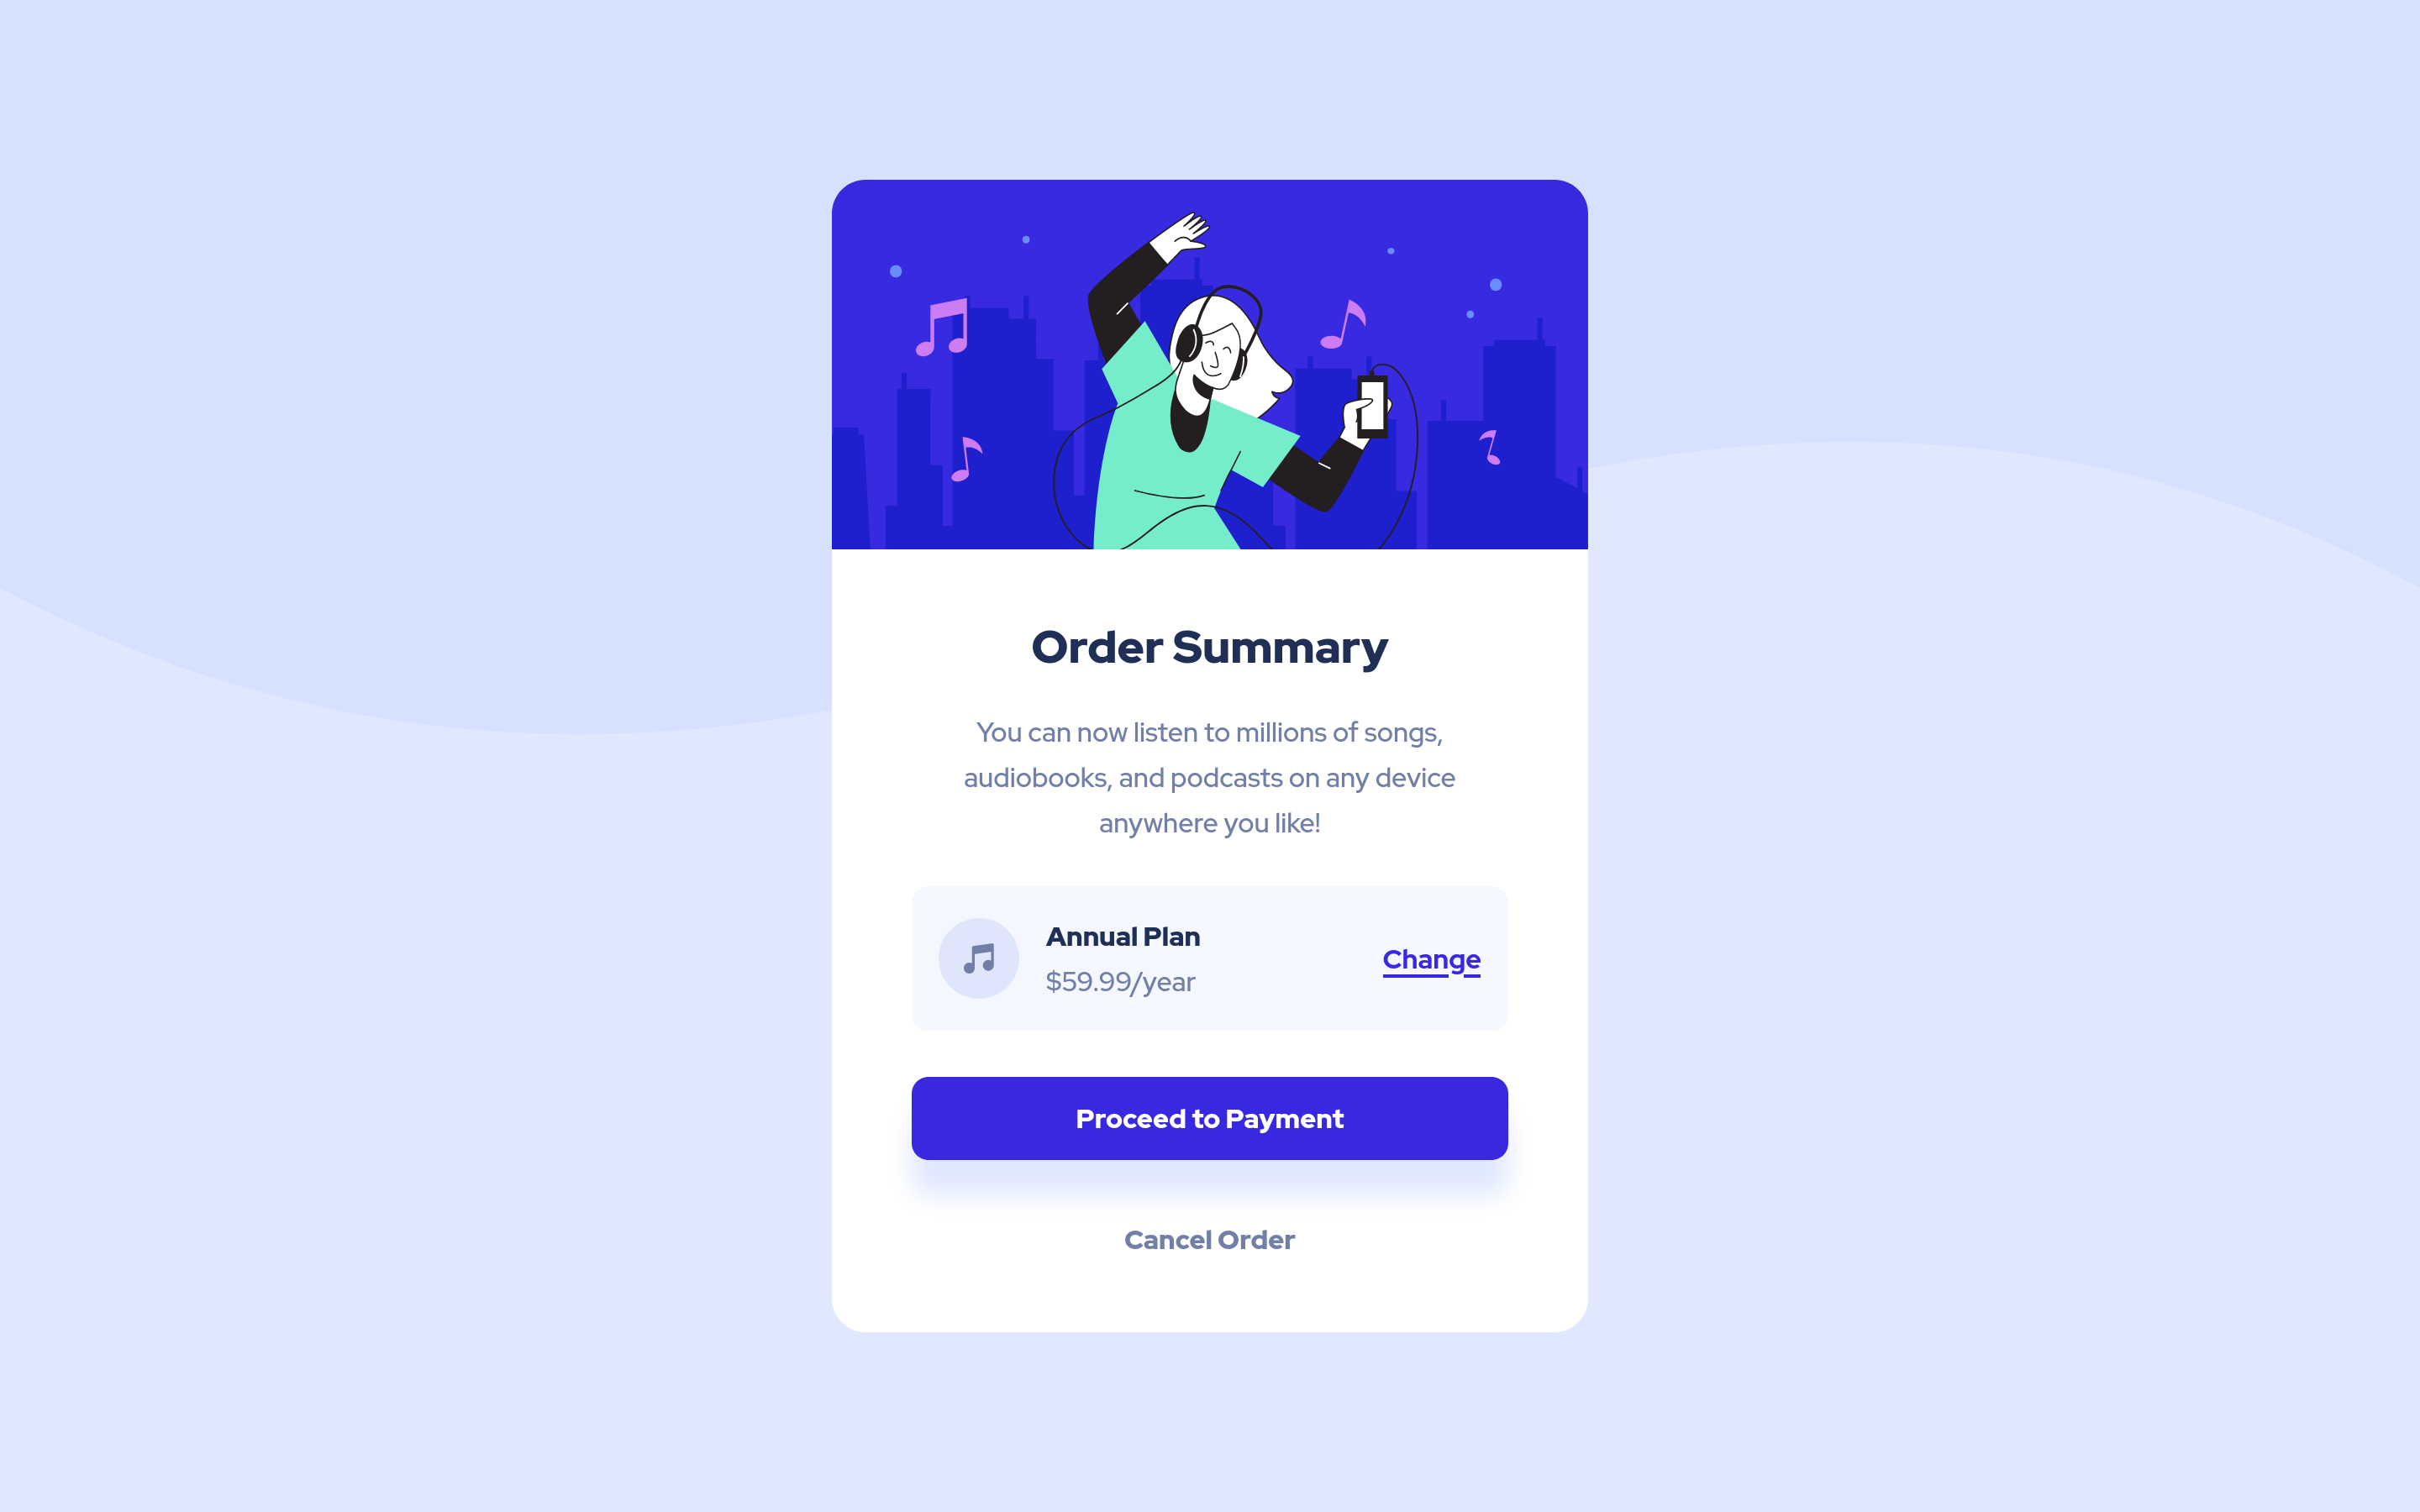 Order Summary
You can now listen to millions of songs,
audiobooks, and podcasts on any device
anywhere you like!
Annual Plan
$59.99/year
Change
Proceed to Payment
Cancel Order